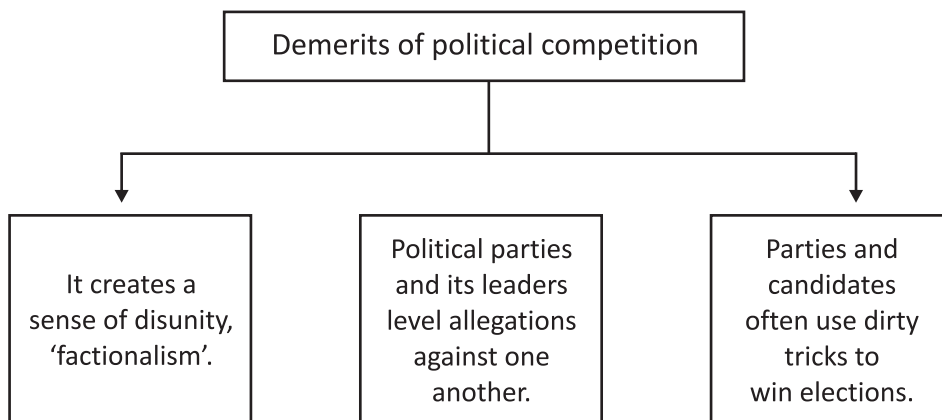 Demerits of political competition
It creates a
sense of disunity,
‘factionalism’.
Political parties
and its leaders
level allegations
against one
another.
Parties and
candidates
often use dirty
tricks to
win elections.